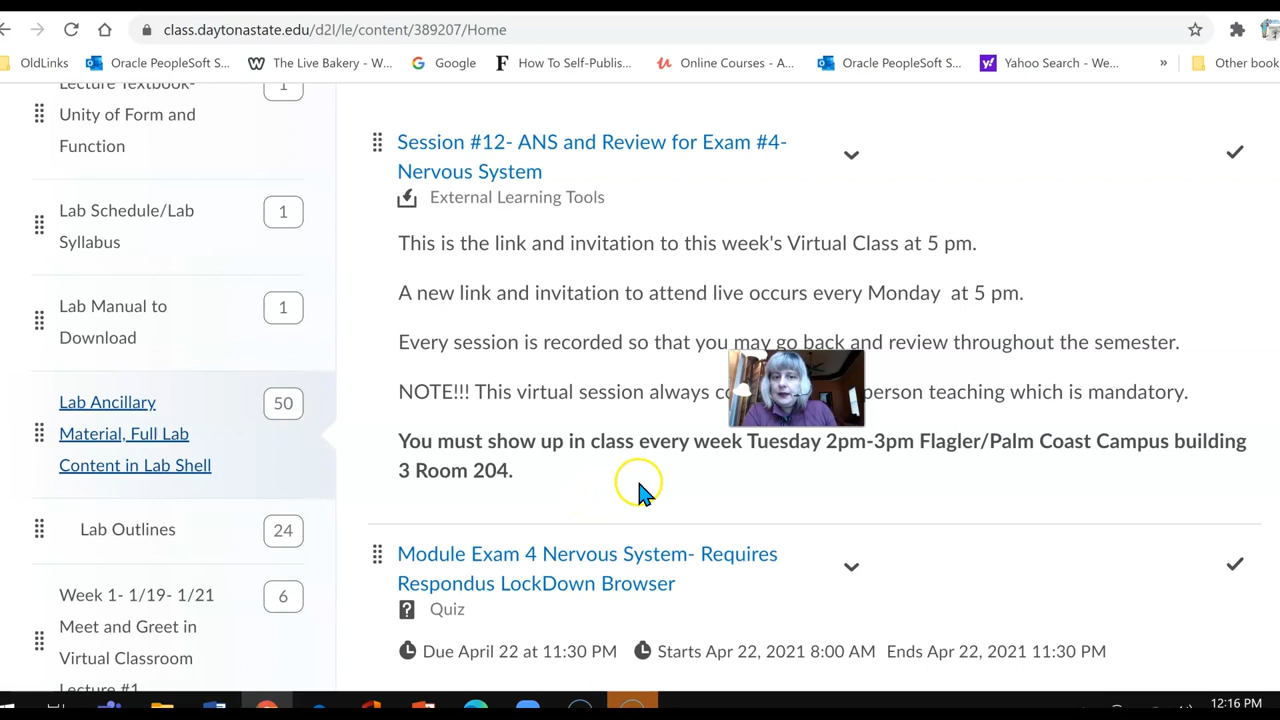 class.daytonastate.edu/d2l/le/content/389207/Home
OldLinks
Oracle PeopleSoft S...
The Live Bakery - W...
Google
How To Self-Publis...
Online Courses - A...
Oracle PeopleSoft S...
Yahoo Search - We...
»
Other book
Lecture Textbook-
Unity of Form and
Function
1
Lab Schedule/Lab
Syllabus
1
Lab Manual to
Download
1
Lab Ancillary
Material, Full Lab
Content in Lab Shell
50
Lab Outlines
24
Week 1- 1/19- 1/21
Meet and Greet in
Virtual Classroom
Lecture #1
6
Session #12- ANS and Review for Exam #4-
Nervous System
External Learning Tools
This is the link and invitation to this week's Virtual Class at 5 pm.
A new link and invitation to attend live occurs every Monday at 5 pm.
Every session is recorded so that you may go back and review throughout the semester.
NOTE!!! This virtual session always person teaching which is mandatory.
You must show up in class every week Tuesday 2pm-3pm Flagler/Palm Coast Campus building
3 Room 204.
Module Exam 4 Nervous System- Requires
Respondus LockDown Browser
Quiz
Due April 22 at 11:30 PM Starts Apr 22, 2021 8:00 AM Ends Apr 22, 2021 11:30 PM
12:16 PM